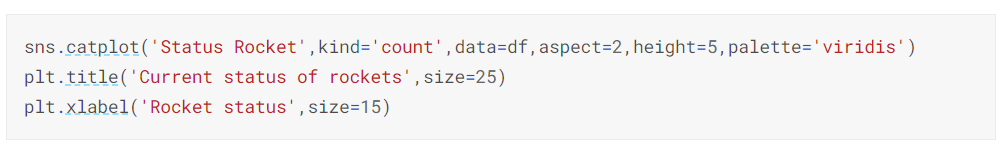 sns.catplot('Status Rocket',kind='count',data=df,aspect=2,height=5,palette='viridis')
plt.title('Current status of rockets',size=25)
plt.xlabel('Rocket status',size=15)